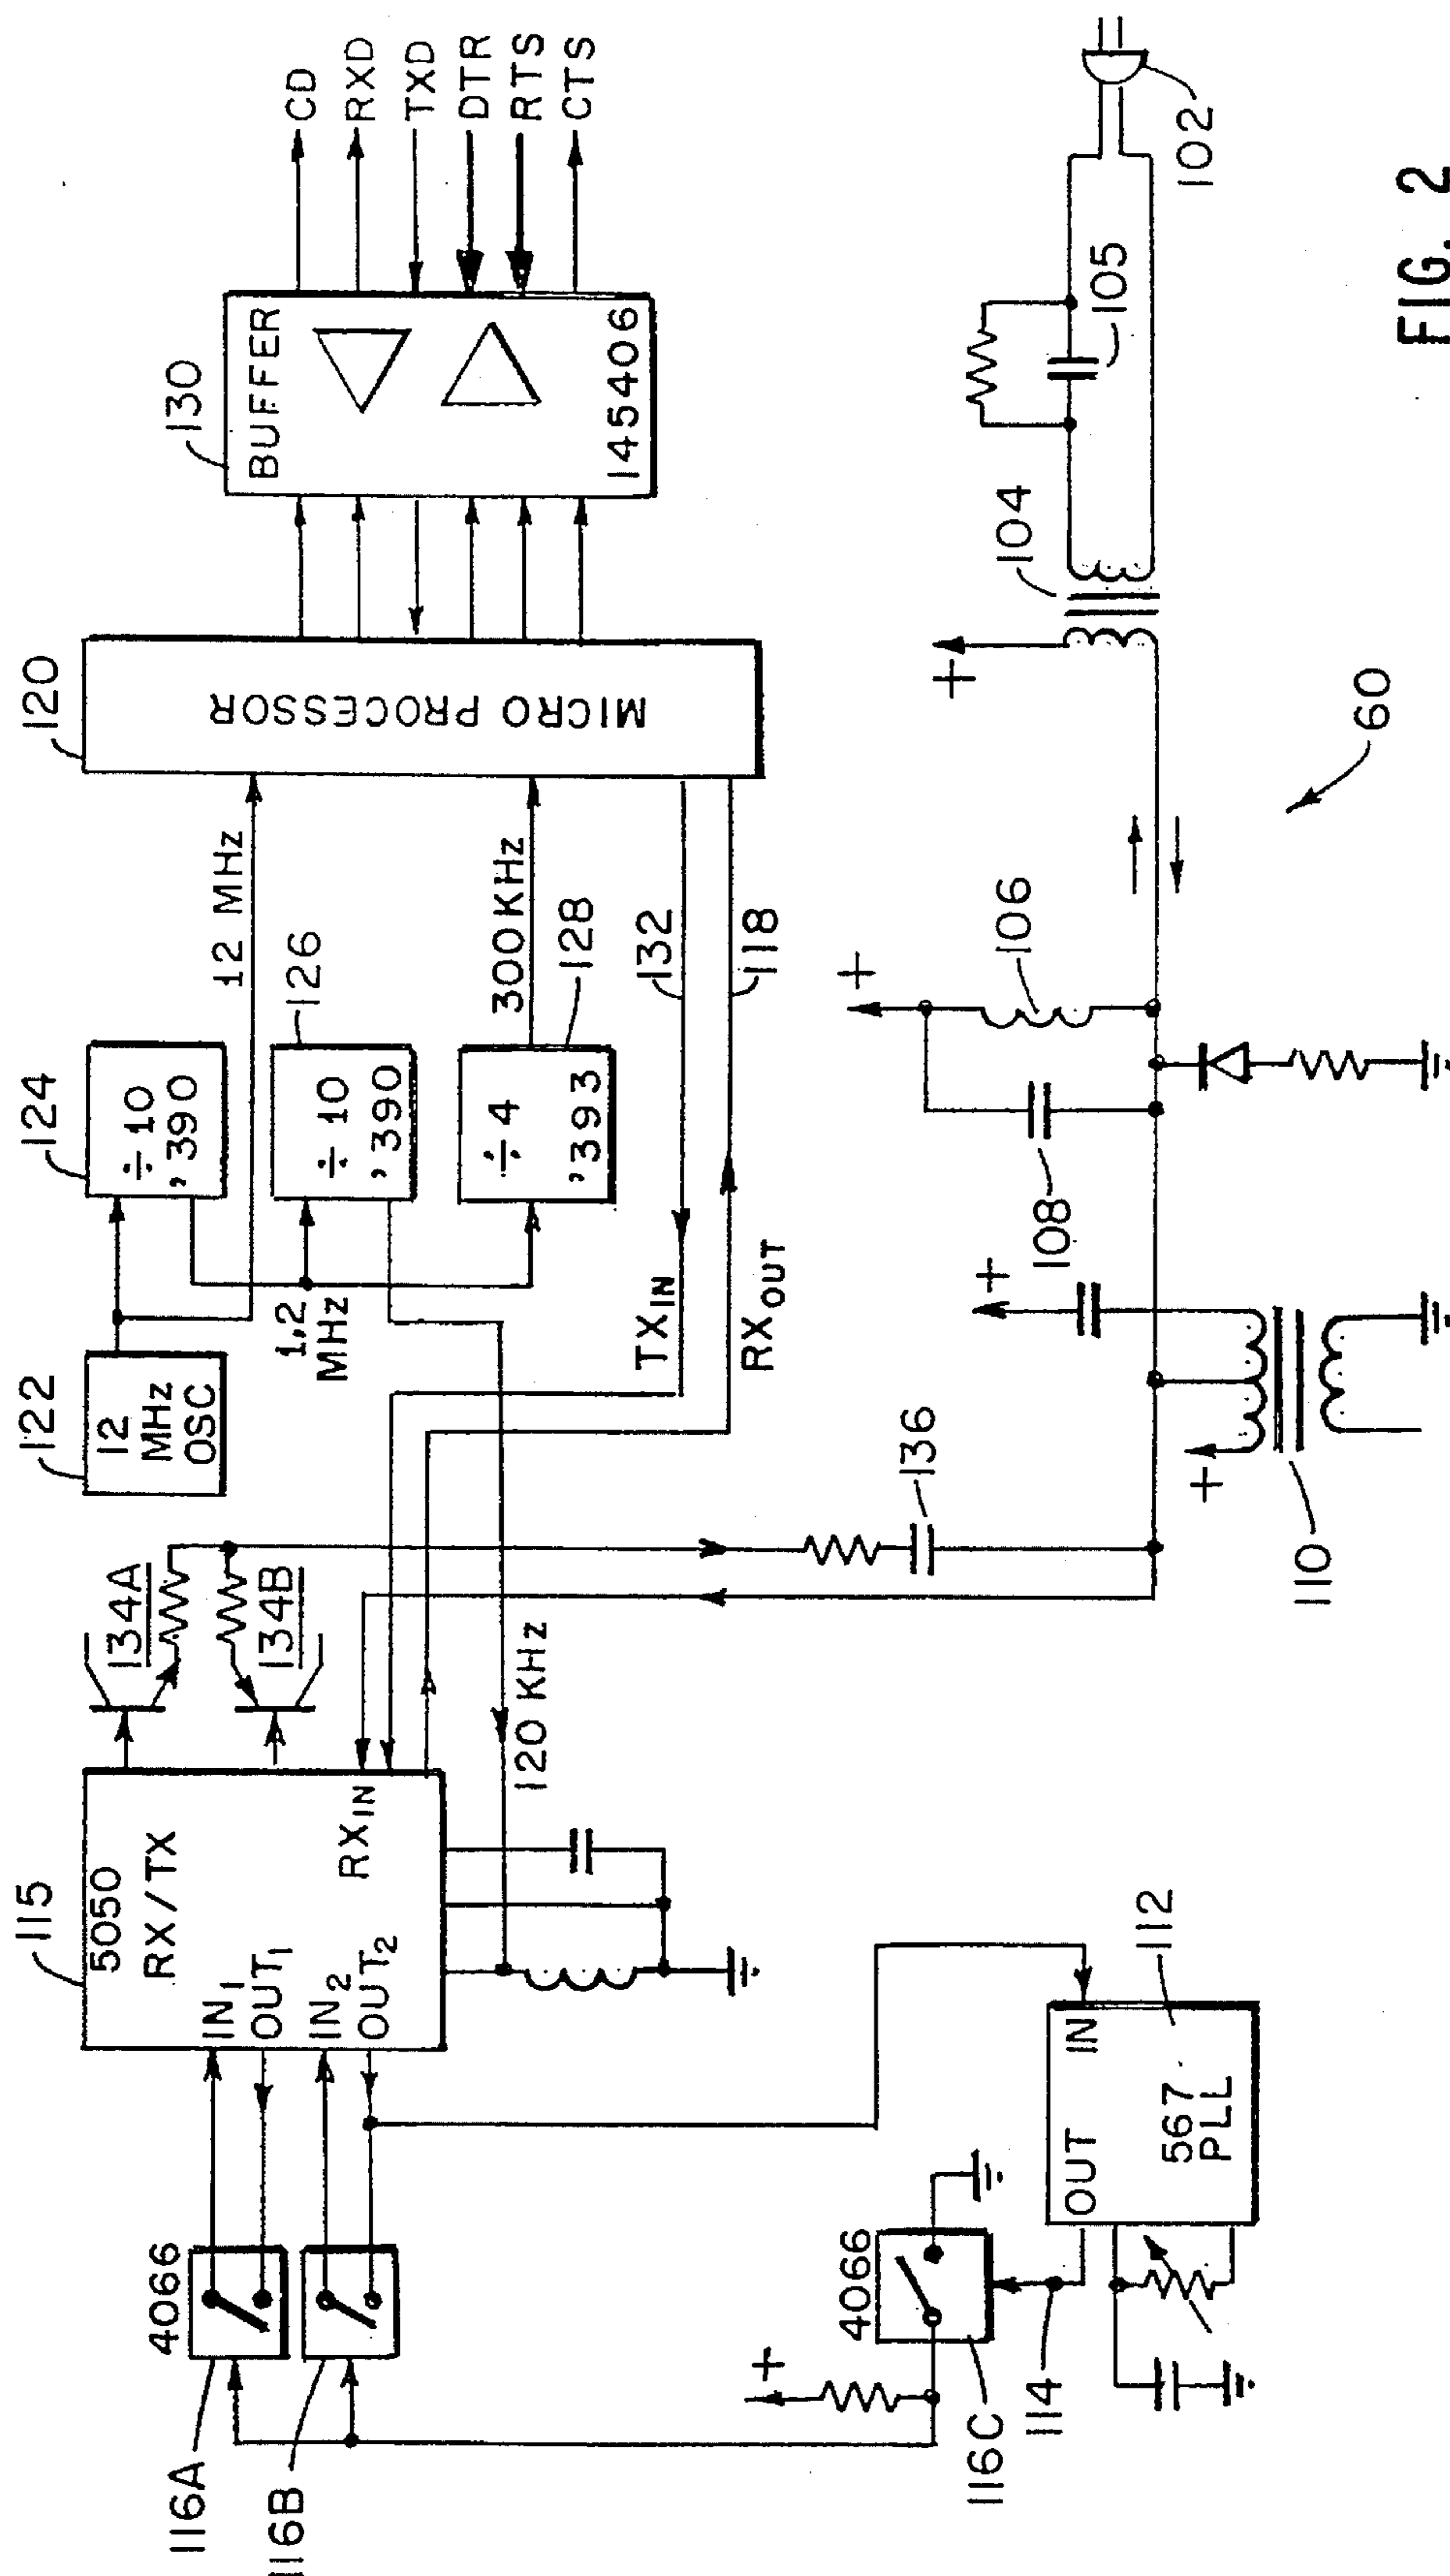 116A
4066
116B
115
5050
RX/TX
IN1
OUT1
IN2
OUT2
RXIN
134A
134B
122
12
MHz
OSC
124
÷10
'390
12 MHz
1.2
MHz
126
÷10
'390
300KHz
÷4
'393
128
120 KHz
TXIN
132
RXOUT
118
120
MICRO PROCESSOR
130
BUFFER
145406
CD
RXD
TXD
DTR
RTS
CTS
+
116C
4066
114
OUT
IN
567
PLL
112
136
+
110
+
108
+
106
+
104
105
102
60
FIG. 2